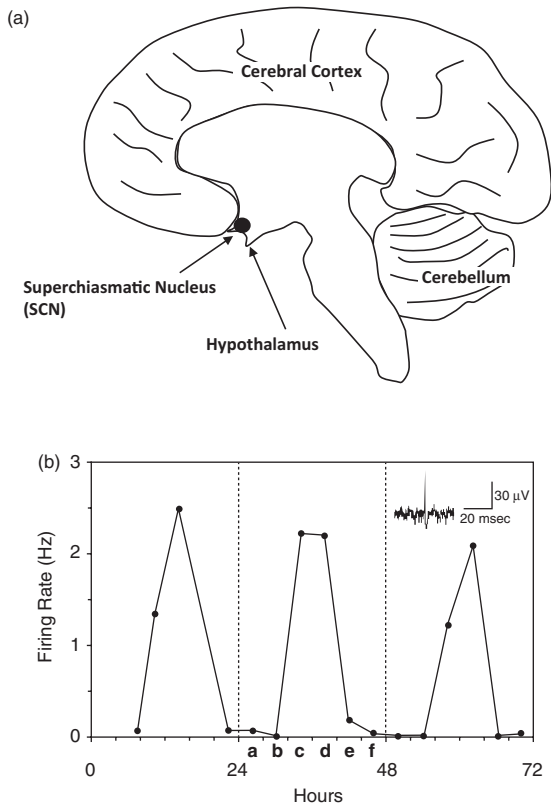 (a)
Cerebral Cortex
Superchiasmatic Nucleus
(SCN)
Hypothalamus
Cerebellum
(b)
3
2
1
0
Firing Rate (Hz)
30 µV
20 msec
a b c d e f
0 24 48 72
Hours